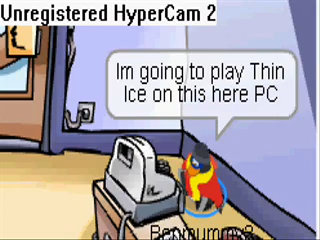 Unregistered HyperCam 2
Im going to play Thin
Ice on this here PC